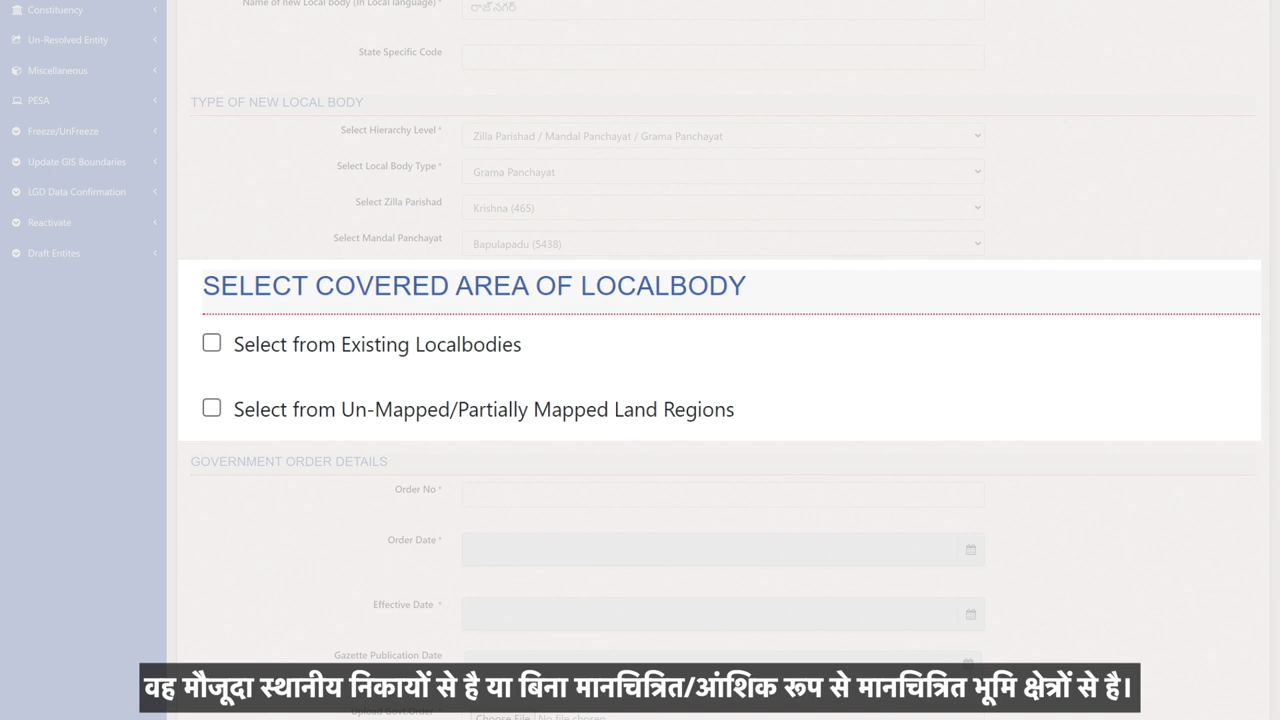 Constituency
Un-Resolved Entity
Miscellaneous
PESA
Freeze/UnFreeze
Update GIS Boundaries
LGD Data Confirmation
Reactivate
Draft Entites
Name of new Local body (In Local language)*
రాజ్‌నగర్
State Specific Code
TYPE OF NEW LOCAL BODY
Select Hierarchy Level *
Zilla Parishad / Mandal Panchayat / Grama Panchayat
Select Local Body Type *
Grama Panchayat
Select Zilla Parishad
Krishna (465)
Select Mandal Panchayat
Bapulapadu (5438)
SELECT COVERED AREA OF LOCALBODY
Select from Existing Localbodies
Select from Un-Mapped/Partially Mapped Land Regions
GOVERNMENT ORDER DETAILS
Order No *
Order Date *
Effective Date *
Gazette Publication Date
वह मौजूदा स्थानीय निकायों से है या बिना मानचित्रित/आंशिक रूप से मानचित्रित भूमि क्षेत्रों से है।
Upload Govt.Order *
Choose File No file chosen